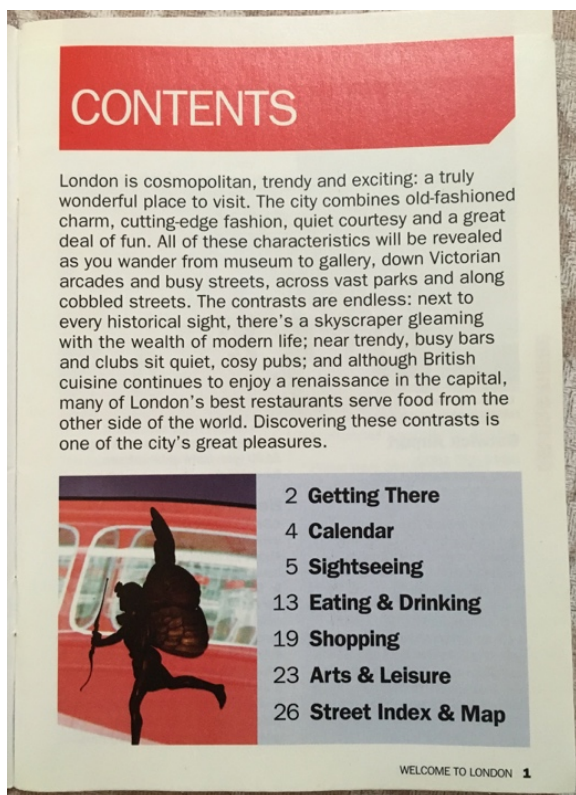 CONTENTS
London is cosmopolitan, trendy and exciting: a truly
wonderful place to visit. The city combines old-fashioned
charm, cutting-edge fashion, quiet courtesy and a great
deal of fun. All of these characteristics will be revealed
as you wander from museum to gallery, down Victorian
arcades and busy streets, across vast parks and along
cobbled streets. The contrasts are endless: next to
every historical sight, there's a skyscraper gleaming
with the wealth of modern life; near trendy, busy bars
and clubs sit quiet, cosy pubs; and although British
cuisine continues to enjoy a renaissance in the capital,
many of London's best restaurants serve food from the
other side of the world. Discovering these contrasts is
one of the city's great pleasures.
2 Getting There
4 Calendar
5 Sightseeing
13 Eating & Drinking
19 Shopping
23 Arts & Leisure
26 Street Index & Map
WELCOME TO LONDON 1